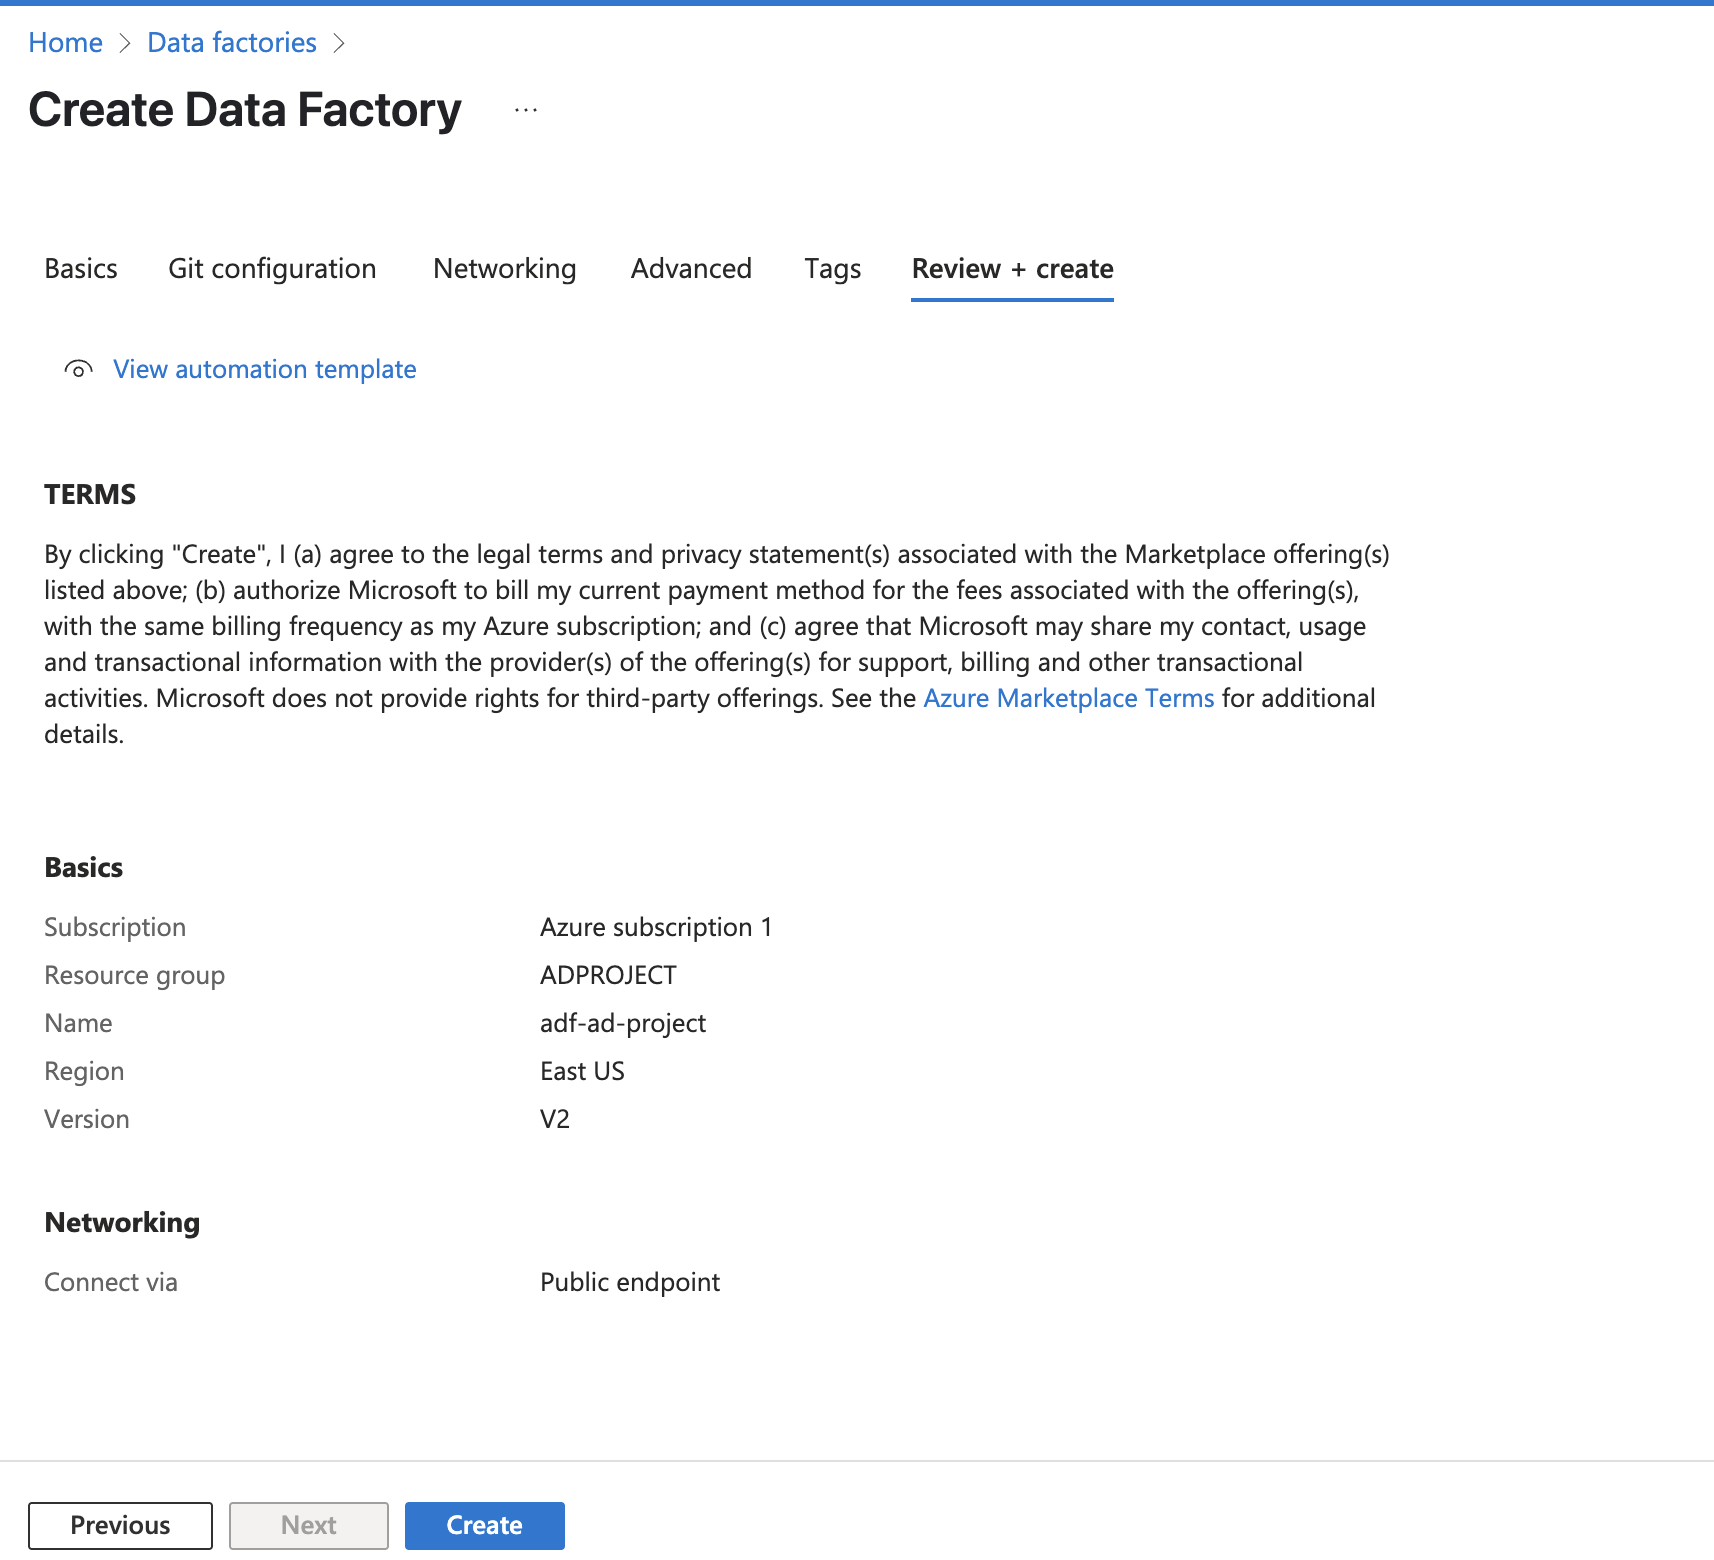 Home > Data factories >
Create Data Factory ...
Basics Git configuration Networking Advanced Tags Review + create
View automation template
TERMS
By clicking "Create", I (a) agree to the legal terms and privacy statement(s) associated with the Marketplace offering(s)
listed above; (b) authorize Microsoft to bill my current payment method for the fees associated with the offering(s),
with the same billing frequency as my Azure subscription; and (c) agree that Microsoft may share my contact, usage
and transactional information with the provider(s) of the offering(s) for support, billing and other transactional
activities. Microsoft does not provide rights for third-party offerings. See the Azure Marketplace Terms for additional
details.
Basics
Subscription Azure subscription 1
Resource group ADPROJECT
Name adf-ad-project
Region East US
Version V2
Networking
Connect via Public endpoint
Previous Next Create